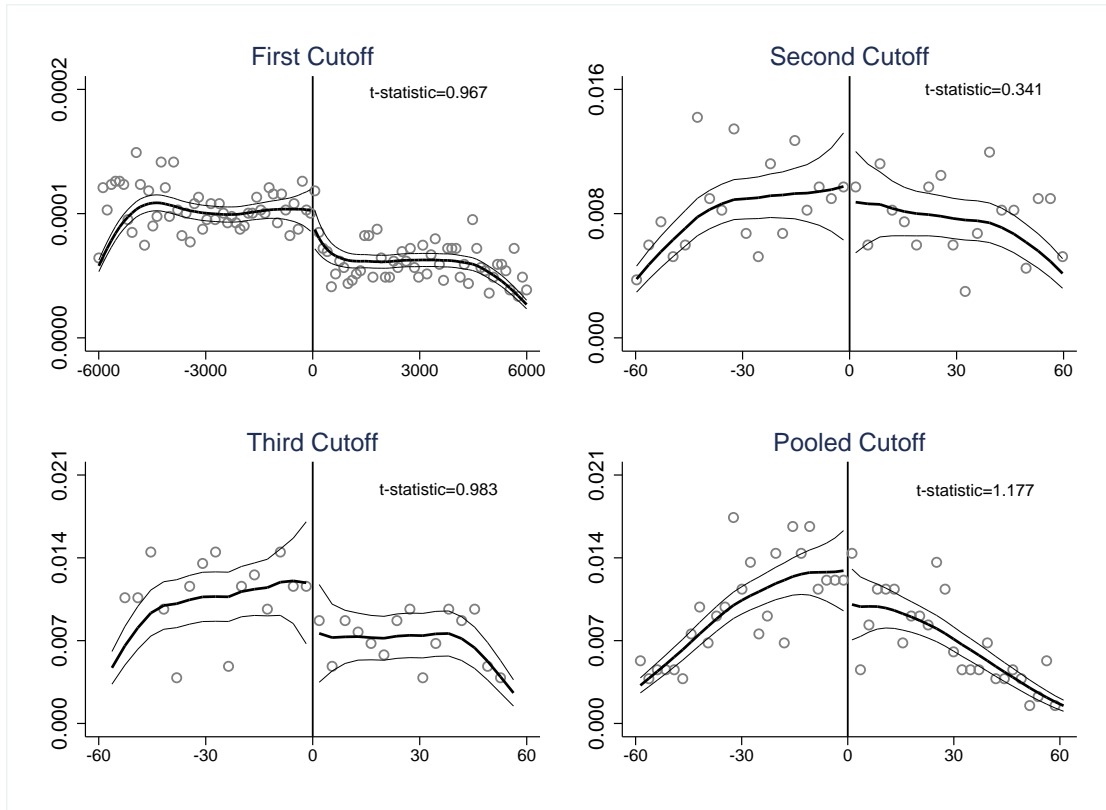 First Cutoff
t-statistic=0.967
0.0002
0.0001
0.0000
-6000 -3000 0 3000 6000
Second Cutoff
t-statistic=0.341
0.016
0.008
0.000
-60 -30 0 30 60
Third Cutoff
t-statistic=0.983
0.021
0.014
0.007
0.000
-60 -30 0 30 60
Pooled Cutoff
t-statistic=1.177
0.021
0.014
0.007
0.000
-60 -30 0 30 60